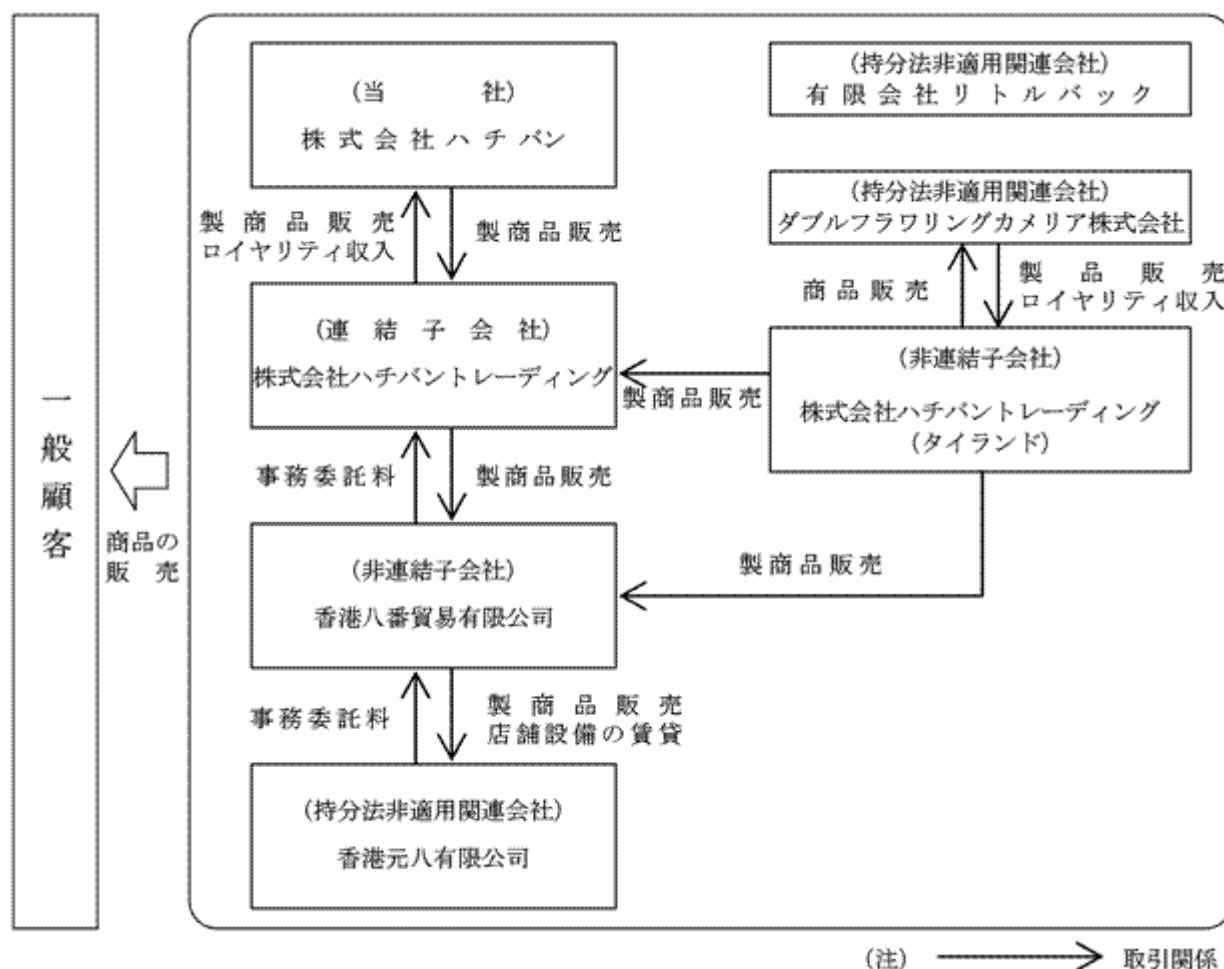 一般顧客
商品の
販売
(当社)
株式会社ハチバン
製商品販売
ロイヤリティ収入
製商品販売
(連結子会社)
株式会社ハチバントレーディング
事務委託料
製商品販売
(非連結子会社)
香港八番貿易有限公司
事務委託料
製商品販売
店舗設備の賃貸
(持分法非適用関連会社)
香港元八有限公司
(持分法非適用関連会社)
有限会社リトルバック
(持分法非適用関連会社)
ダブルフラワリングカメリア株式会社
商品販売
製品販売
ロイヤリティ収入
(非連結子会社)
株式会社ハチバントレーディング
(タイランド)
製商品販売
製商品販売
(注)
取引関係